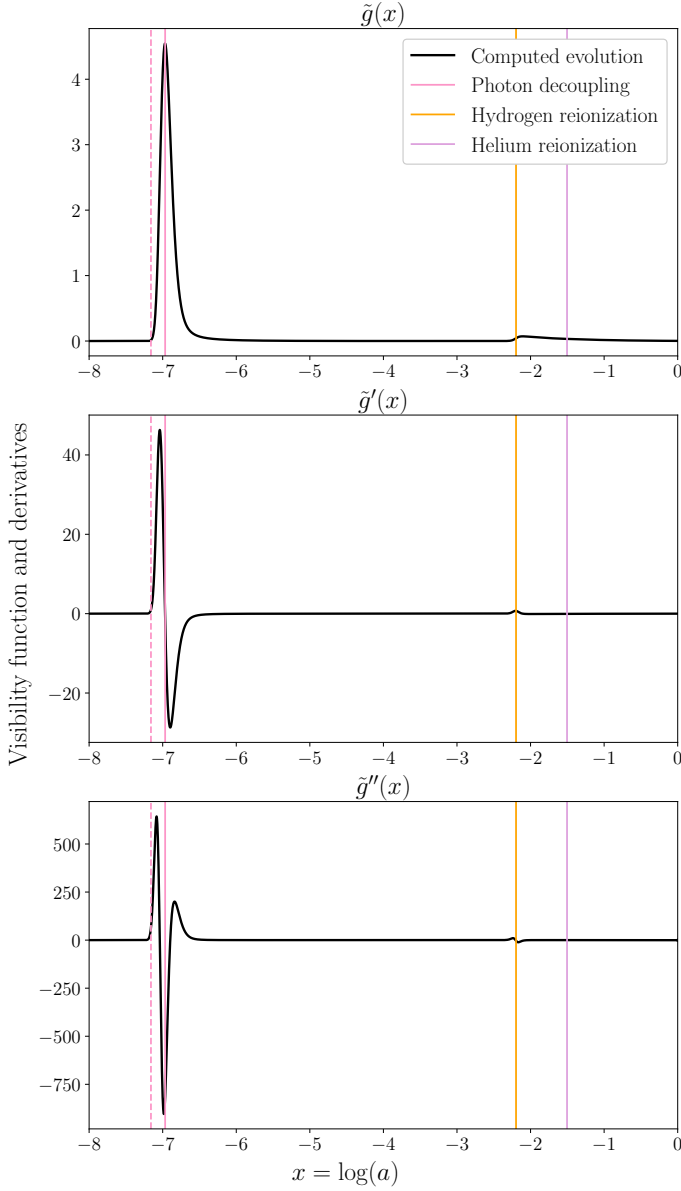 g̃(x)
4
3
2
1
0
Computed evolution
Photon decoupling
Hydrogen reionization
Helium reionization
−8 −7 −6 −5 −4 −3 −2 −1 0
g̃′(x)
40
20
0
−20
−8 −7 −6 −5 −4 −3 −2 −1 0
Visibility function and derivatives
g̃′′(x)
500
250
0
−250
−500
−750
−8 −7 −6 −5 −4 −3 −2 −1 0
x = log(a)